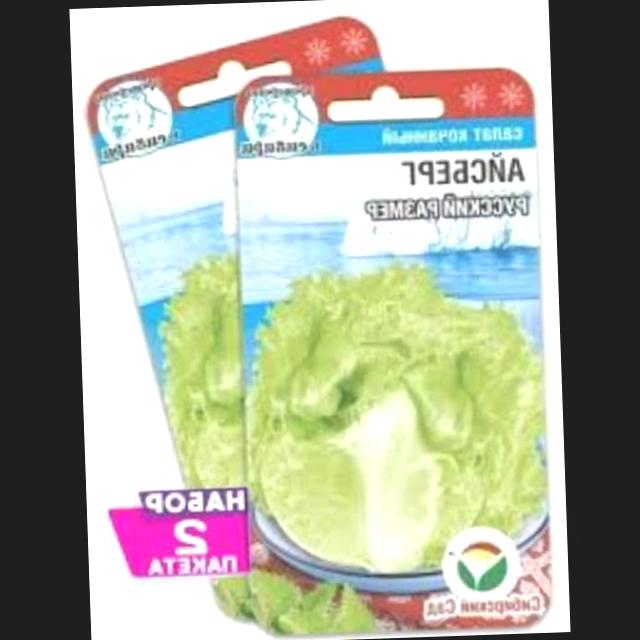 САЛАТ КОЧАННЫЙ
АЙСБЕРГ
РУССКИЙ РАЗМЕР
НАБОР
2
ПАКЕТА
Сибирский Сад